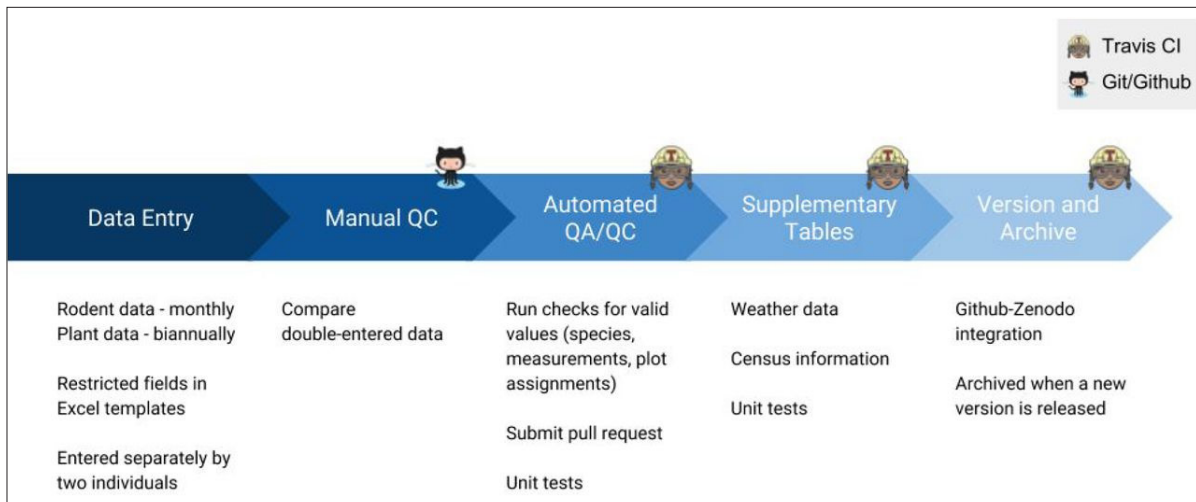 Travis CI
Git/Github
Data Entry
Manual QC
Automated
QA/QC
Supplementary
Tables
Version and
Archive
Rodent data - monthly
Plant data - biannually
Restricted fields in
Excel templates
Entered separately by
two individuals
Compare
double-entered data
Run checks for valid
values (species,
measurements, plot
assignments)
Submit pull request
Unit tests
Weather data
Census information
Unit tests
Github-Zenodo
integration
Archived when a new
version is released